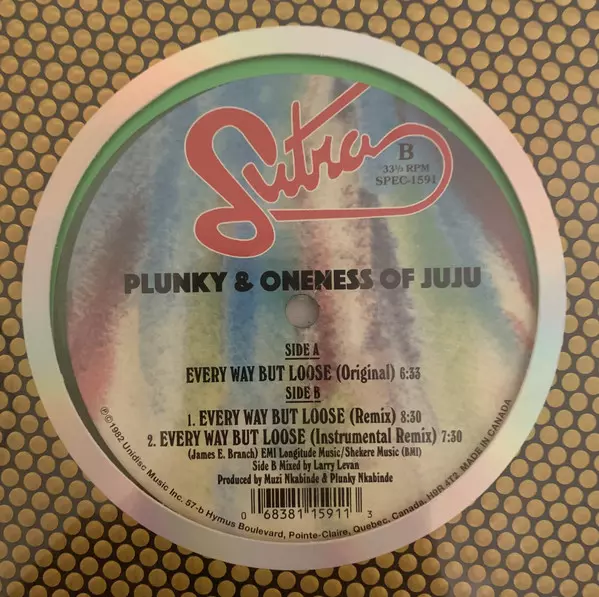 Sutra
B
33⅓ RPM
SPEC-1591
PLUNKY & ONENESS OF JUJU
SIDE A
EVERY WAY BUT LOOSE (Original) 6:33
SIDE B
1. EVERY WAY BUT LOOSE (Remix) 8:30
2. EVERY WAY BUT LOOSE (Instrumental Remix) 7:30
(James E. Branch) EMI Longitude Music/Shekere Music (BMI)
Side B Mixed by Larry Levan
Produced by Muzi Nkabinde & Plunky Nkabinde
0 68381 15911 3
℗©1982 Unidisc Music Inc. 57-b Hymus Boulevard, Pointe-Claire, Quebec, Canada, H9R 4T2 MADE IN CANADA